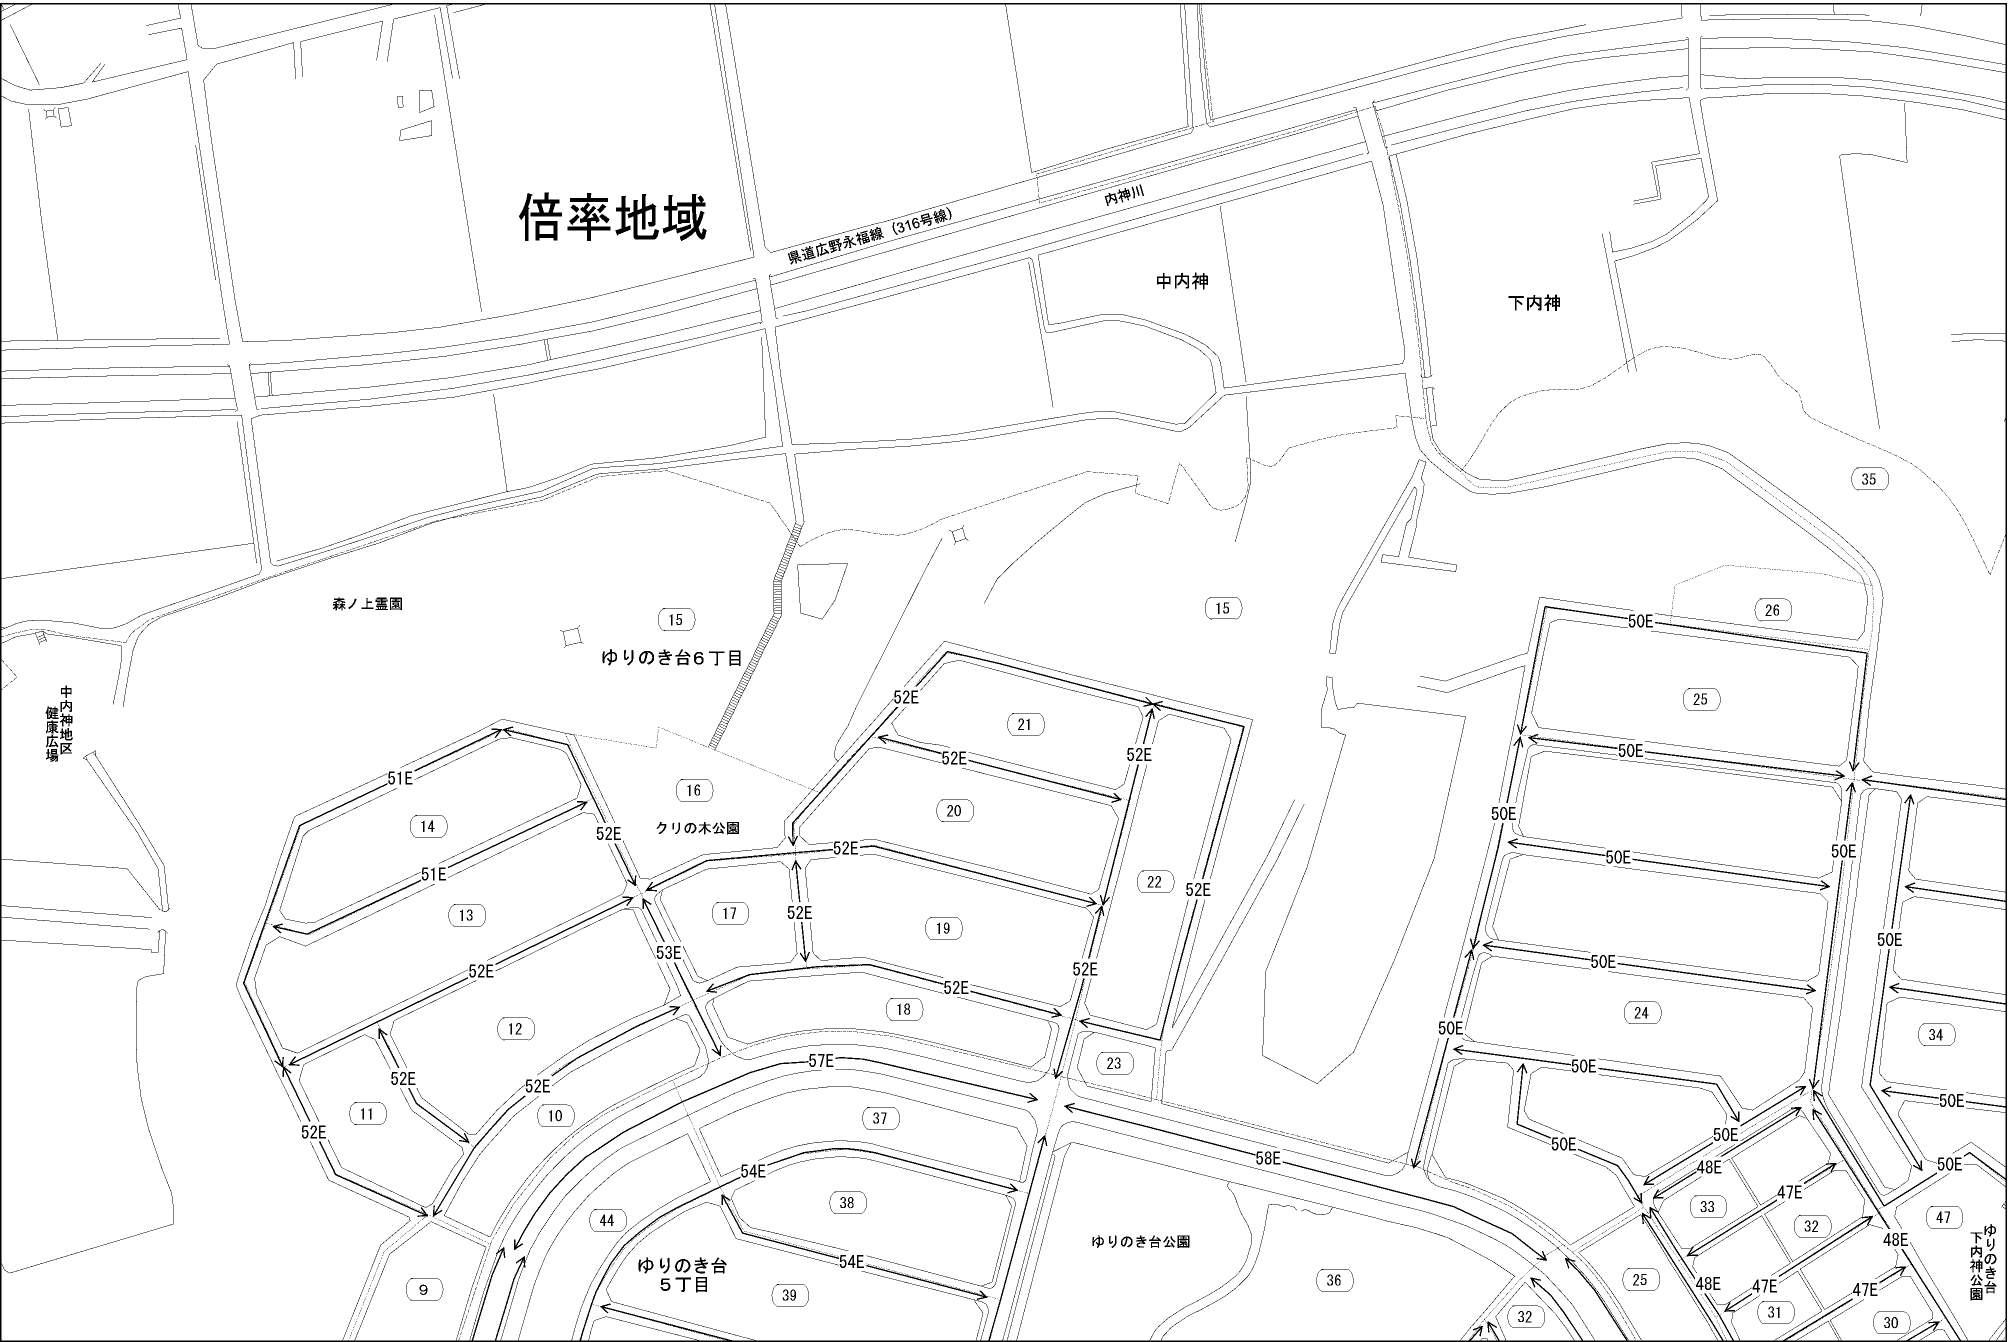 倍率地域
県道広野永福線（316号線）
内神川
中内神
下内神
35
森ノ上霊園
15
15
26
50E
ゆりのき台６丁目
中内神地区
健康広場
52E
21
25
51E
52E
52E
50E
16
20
50E
14
クリの木公園
52E
52E
50E
50E
51E
22
52E
13
17
52E
19
50E
53E
52E
52E
50E
52E
52E
18
24
50E
12
34
57E
23
50E
52E
52E
50E
11
10
37
52E
50E
50E
58E
54E
48E
50E
38
47E
33
44
32
47
ゆりのき台公園
48E
ゆりのき台
下内神公園
ゆりのき台
５丁目
54E
36
25
48E
47E
47E
9
39
32
31
30